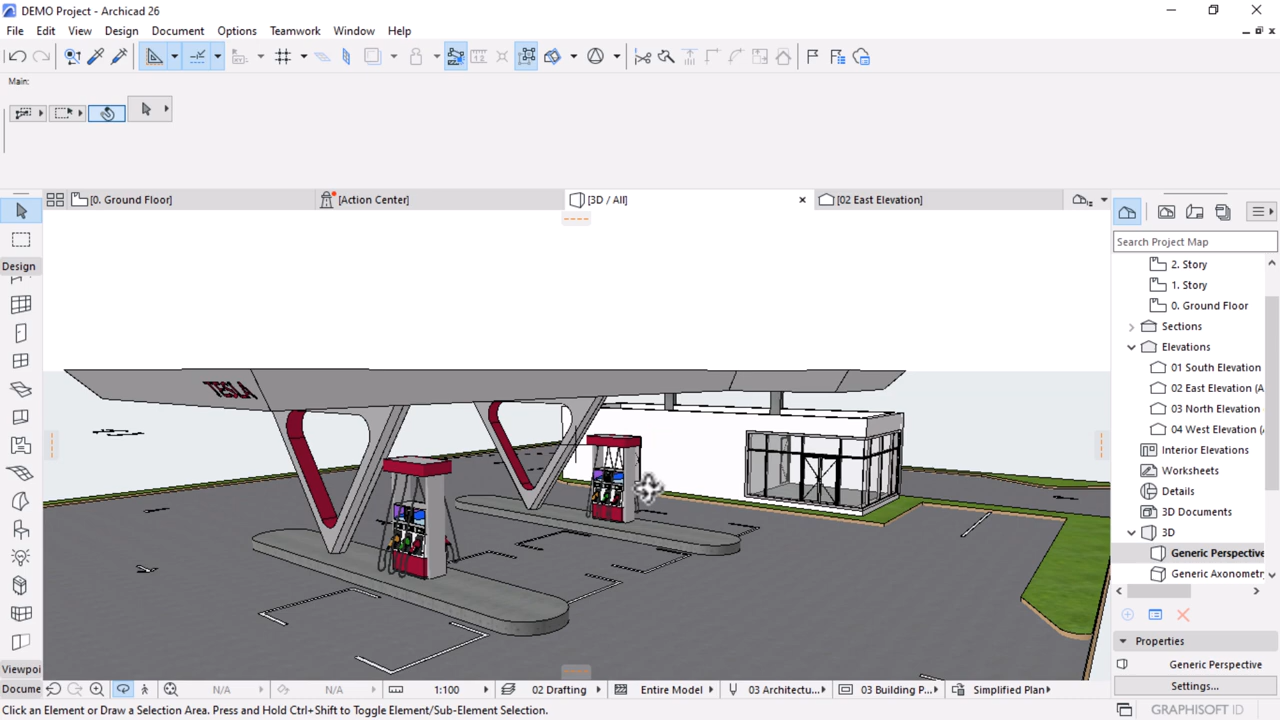 DEMO Project - Archicad 26
File Edit View Design Document Options Teamwork Window Help
Main:
[0. Ground Floor] [Action Center] [3D / All] [02 East Elevation]
Design
Search Project Map
2. Story
1. Story
0. Ground Floor
Sections
Elevations
01 South Elevation
02 East Elevation (A
03 North Elevation
04 West Elevation (
Interior Elevations
Worksheets
Details
3D Documents
3D
Generic Perspective
Generic Axonometr
TESLA
Properties
Generic Perspective
Settings...
Viewpoi
Docume N/A N/A 1:100 02 Drafting Entire Model 03 Architectu... 03 Building P... Simplified Plan
Click an Element or Draw a Selection Area. Press and Hold Ctrl+Shift to Toggle Element/Sub-Element Selection.
GRAPHISOFT ID